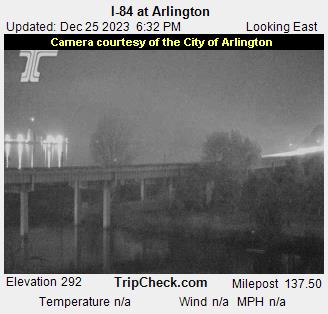 I-84 at Arlington
Updated: Dec 25 2023 6:32 PM Looking East
Camera courtesy of the City of Arlington
Elevation 292 TripCheck.com Milepost 137.50
Temperature n/a Wind n/a MPH n/a